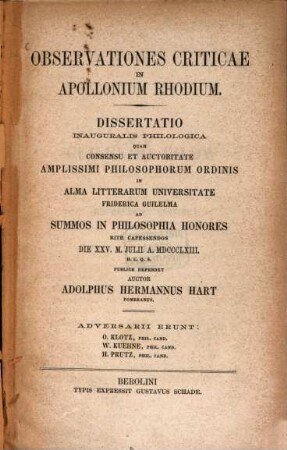 OBSERVATIONES CRITICAE
IN
APOLLONIUM RHODIUM.
DISSERTATIO
INAUGURALIS PHILOLOGICA
QUAM
CONSENSU ET AUCTORITATE
AMPLISSIMI PHILOSOPHORUM ORDINIS
IN
ALMA LITTERARUM UNIVERSITATE
FRIDERICA GUILELMA
AD
SUMMOS IN PHILOSOPHIA HONORES
RITE CAPESSENDOS
DIE XXV. M. JULII A. MDCCCLXIII.
H. L. Q. S.
PUBLICE DEFENDET
AUCTOR
ADOLPHUS HERMANNUS HART
POMERANUS.
ADVERSARII ERUNT:
O. KLOTZ, PHIL. CAND.
W. KUEHNE, PHIL. CAND.
H. PRUTZ, PHIL. CAND.
BEROLINI
TYPIS EXPRESSIT GUSTAVUS SCHADE.